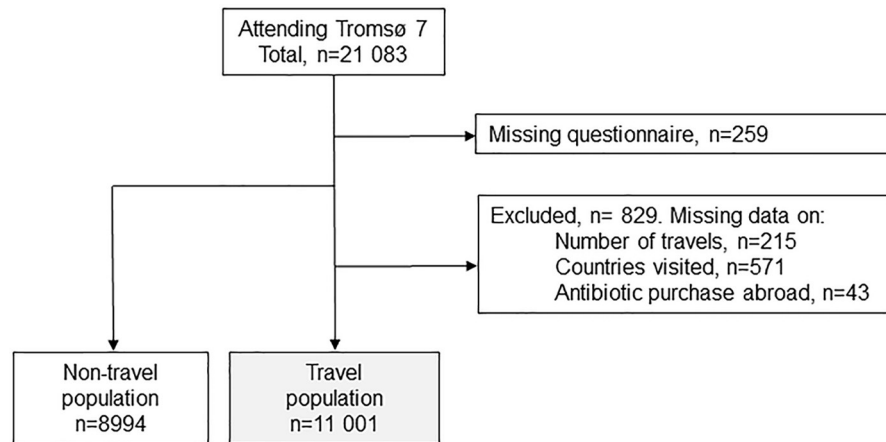 Attending Tromsø 7
Total, n=21 083
Missing questionnaire, n=259
Excluded, n= 829. Missing data on:
Number of travels, n=215
Countries visited, n=571
Antibiotic purchase abroad, n=43
Non-travel
population
n=8994
Travel
population
n=11 001